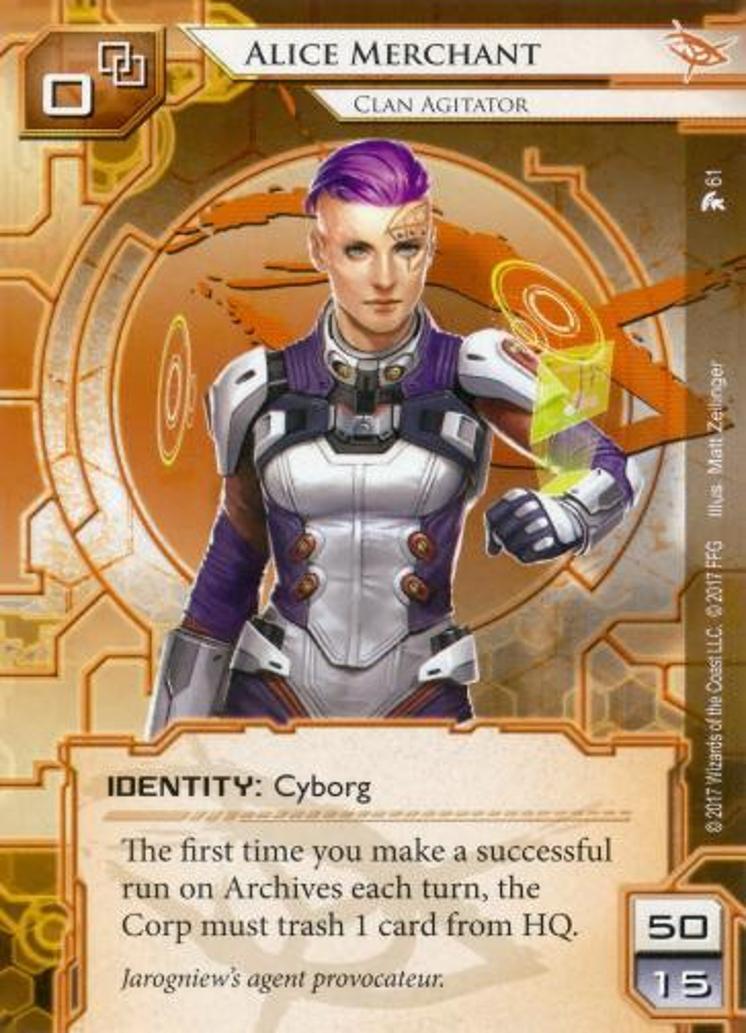 0
ALICE MERCHANT
CLAN AGITATOR
61
Illus. Matt Zeilinger
© 2017 Wizards of the Coast LLC. © 2017 FFG
IDENTITY: Cyborg
The first time you make a successful
run on Archives each turn, the
Corp must trash 1 card from HQ.
Jarogniew's agent provocateur.
50
15